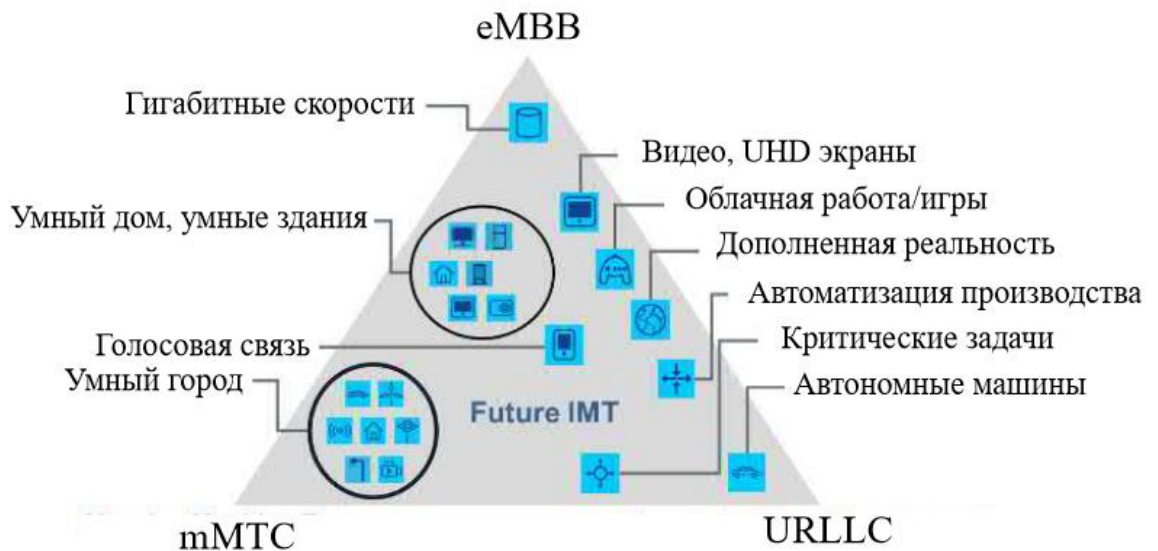 eMBB
Гигабитные скорости
Видео, UHD экраны
Облачная работа/игры
Умный дом, умные здания
Дополненная реальность
Автоматизация производства
Критические задачи
Голосовая связь
Умный город
Автономные машины
Future IMT
mMTC
URLLC